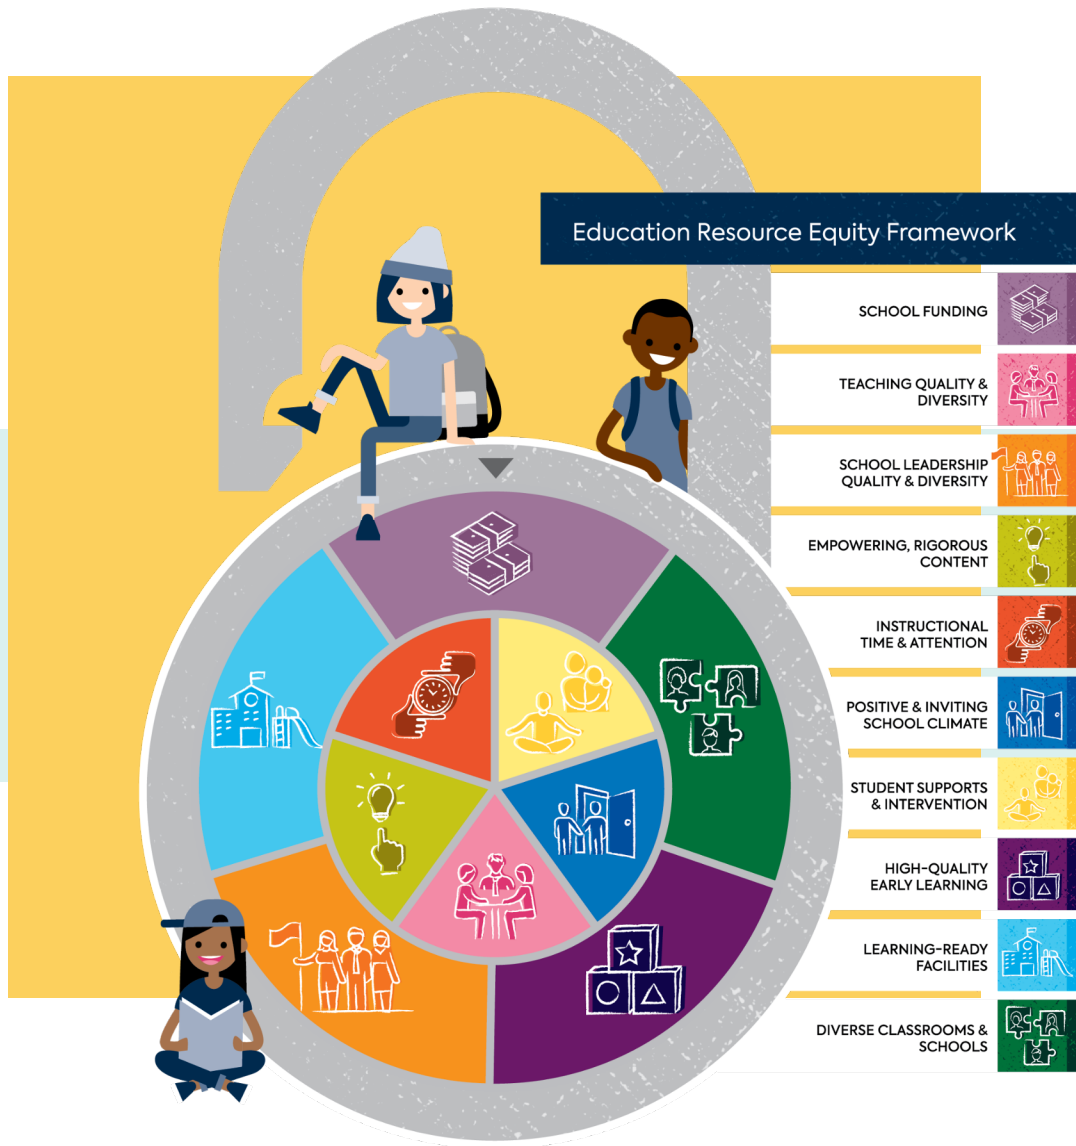 Education Resource Equity Framework
SCHOOL FUNDING
TEACHING QUALITY &
DIVERSITY
SCHOOL LEADERSHIP
QUALITY & DIVERSITY
EMPOWERING, RIGOROUS
CONTENT
INSTRUCTIONAL
TIME & ATTENTION
POSITIVE & INVITING
SCHOOL CLIMATE
STUDENT SUPPORTS
& INTERVENTION
HIGH-QUALITY
EARLY LEARNING
LEARNING-READY
FACILITIES
DIVERSE CLASSROOMS &
SCHOOLS